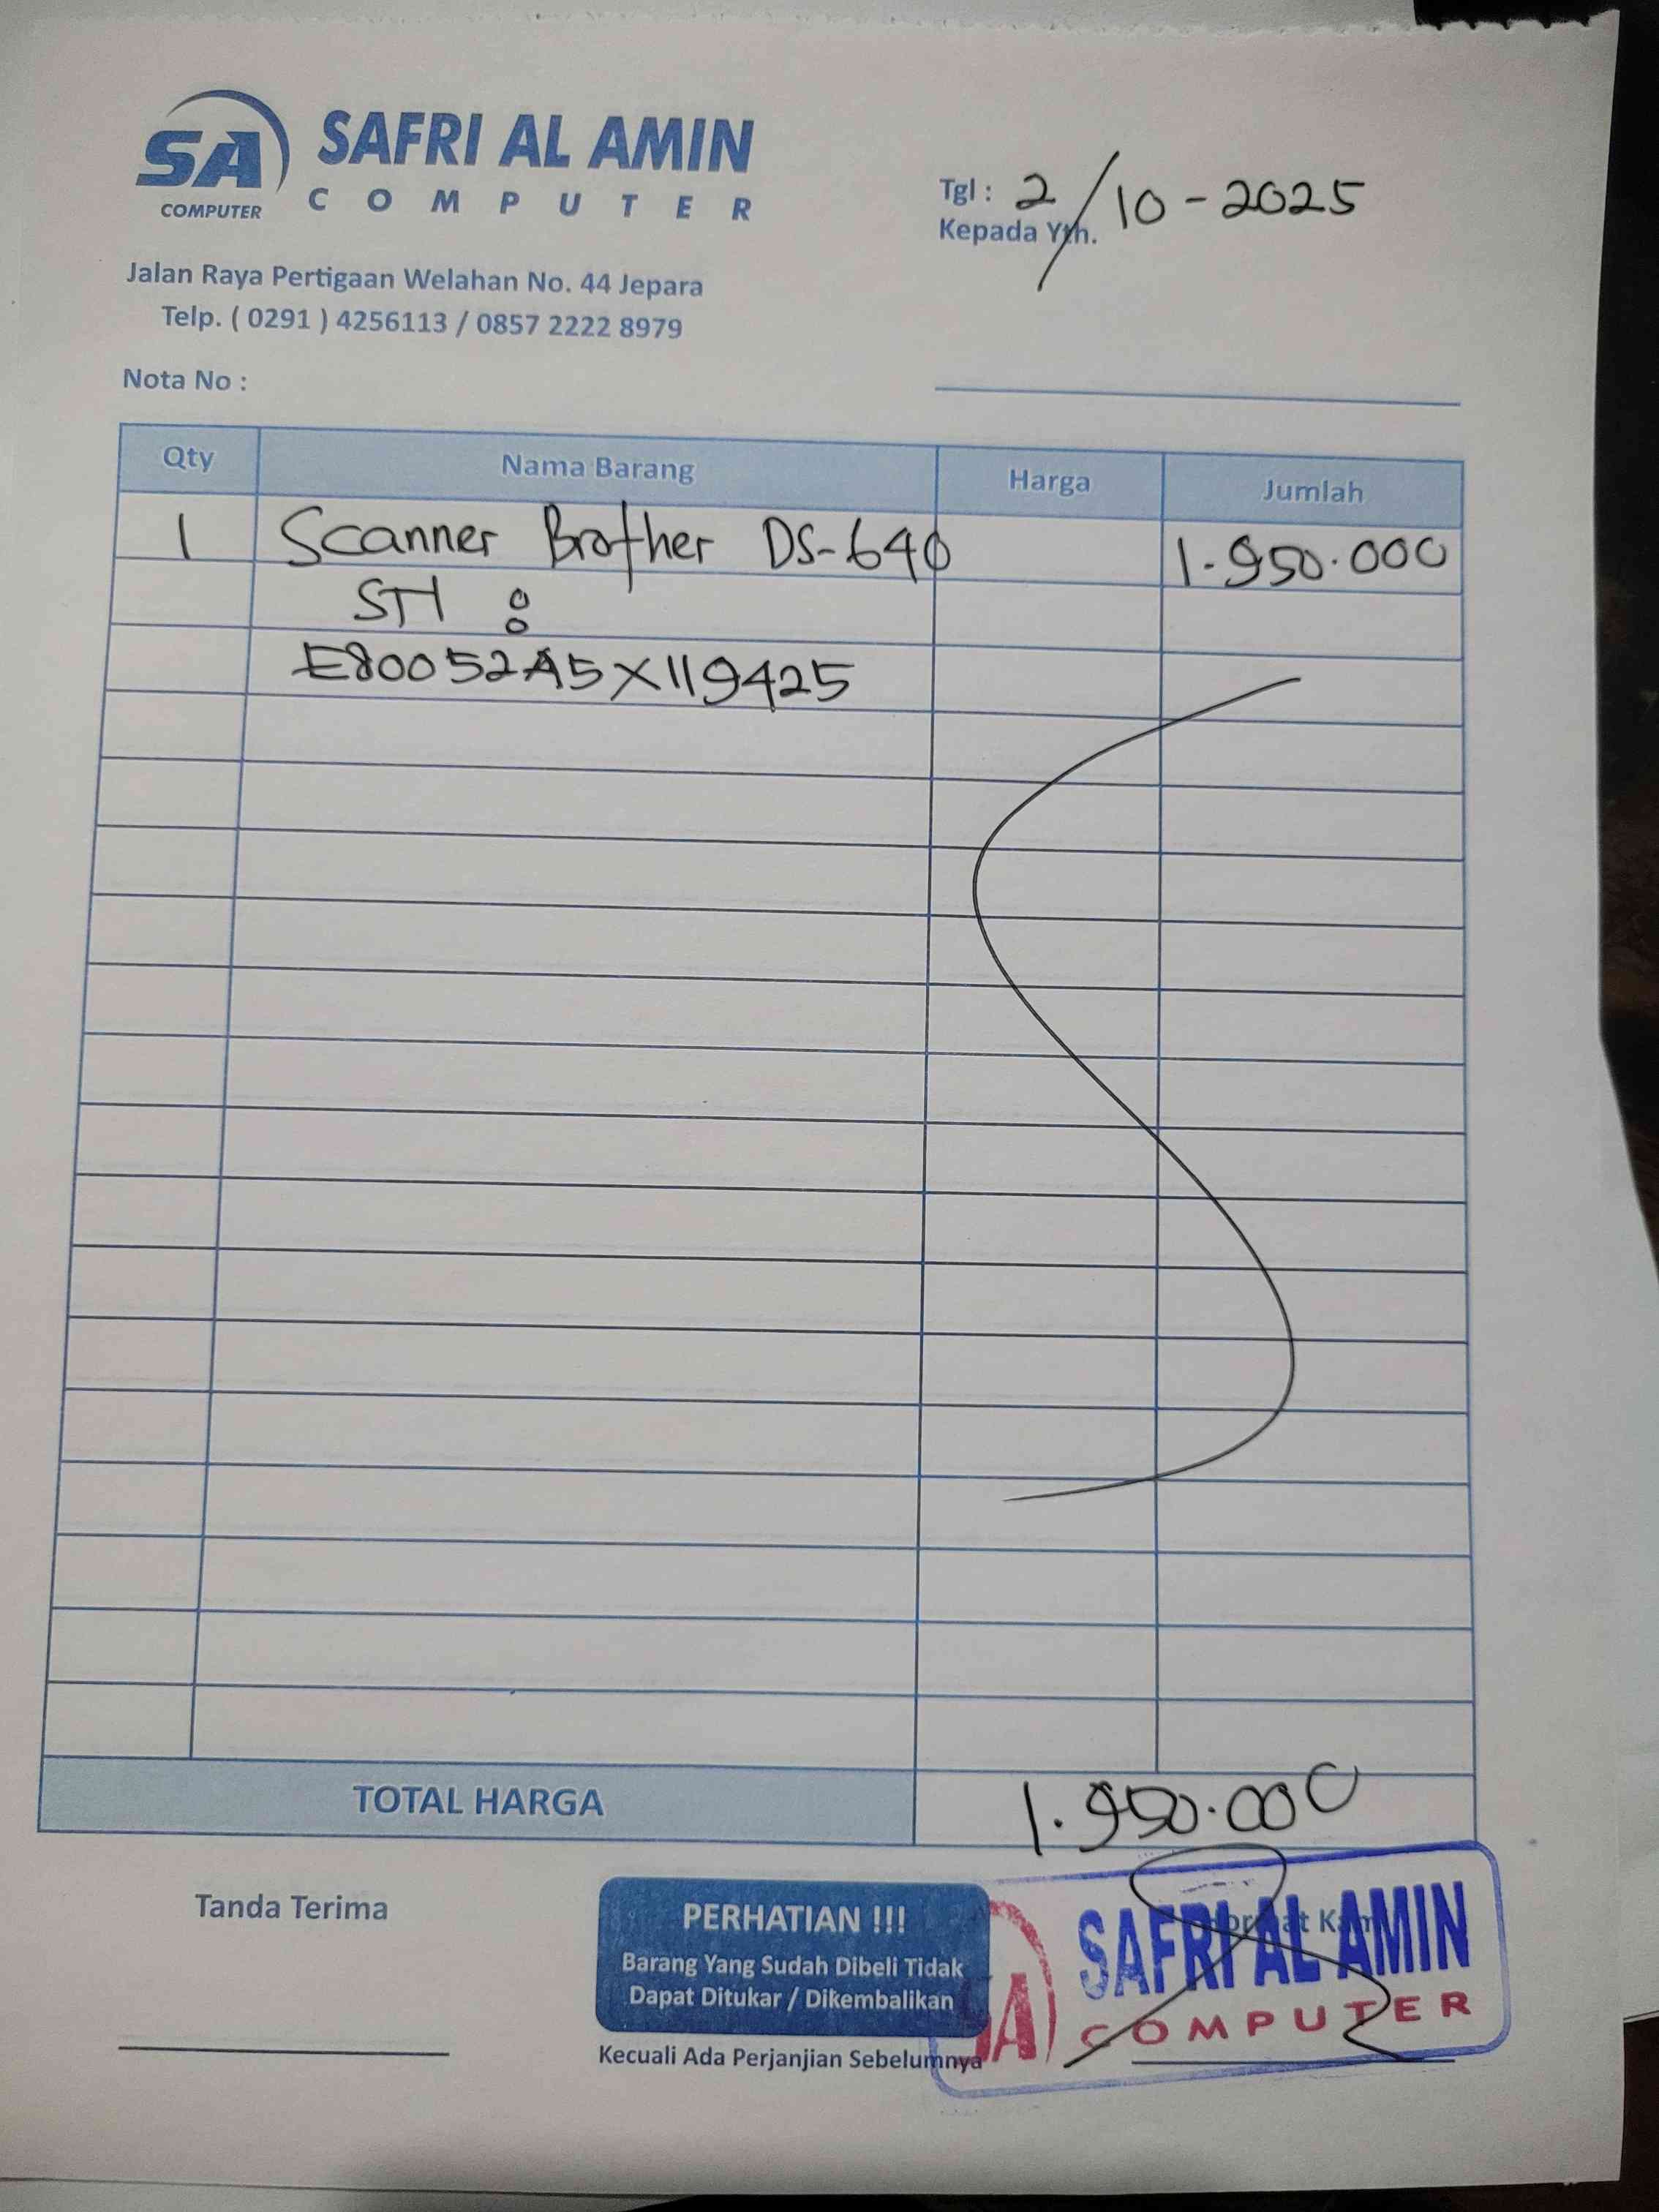 SA
COMPUTER
SAFRI AL AMIN
COMPUTER
Jalan Raya Pertigaan Welahan No. 44 Jepara
Telp. ( 0291 ) 4256113 / 0857 2222 8979
Nota No :
Tgl : 2/10-2025
Kepada Yth.
Qty Nama Barang Harga Jumlah
1 Scanner Brother DS-640 1.950.000
SN :
E80052A5X119425
TOTAL HARGA 1.950.000
Tanda Terima
PERHATIAN !!!
Barang Yang Sudah Dibeli Tidak
Dapat Ditukar / Dikembalikan
Kecuali Ada Perjanjian Sebelumnya
SA
SAFRI AL AMIN
COMPUTER